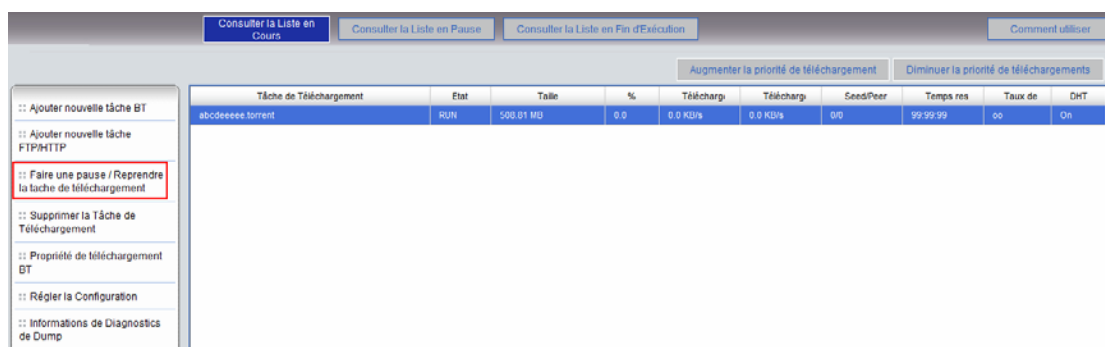 Consulter la Liste en
Cours
Consulter la Liste en Pause
Consulter la Liste en Fin d'Exécution
Comment utiliser
Augmenter la priorité de téléchargement
Diminuer la priorité de téléchargements
:: Ajouter nouvelle tâche BT
:: Ajouter nouvelle tâche
FTP/HTTP
:: Faire une pause / Reprendre
la tache de téléchargement
:: Supprimer la Tâche de
Téléchargement
:: Propriété de téléchargement
BT
:: Régler la Configuration
:: Informations de Diagnostics
de Dump
Tâche de Téléchargement Etat Taille % Télécharg Télécharg Seed/Peer Temps res Taux de DHT
abcdeeeee.torrent RUN 508.81 MB 0.0 0.0 KB/s 0.0 KB/s 0/0 99:99:99 oo On